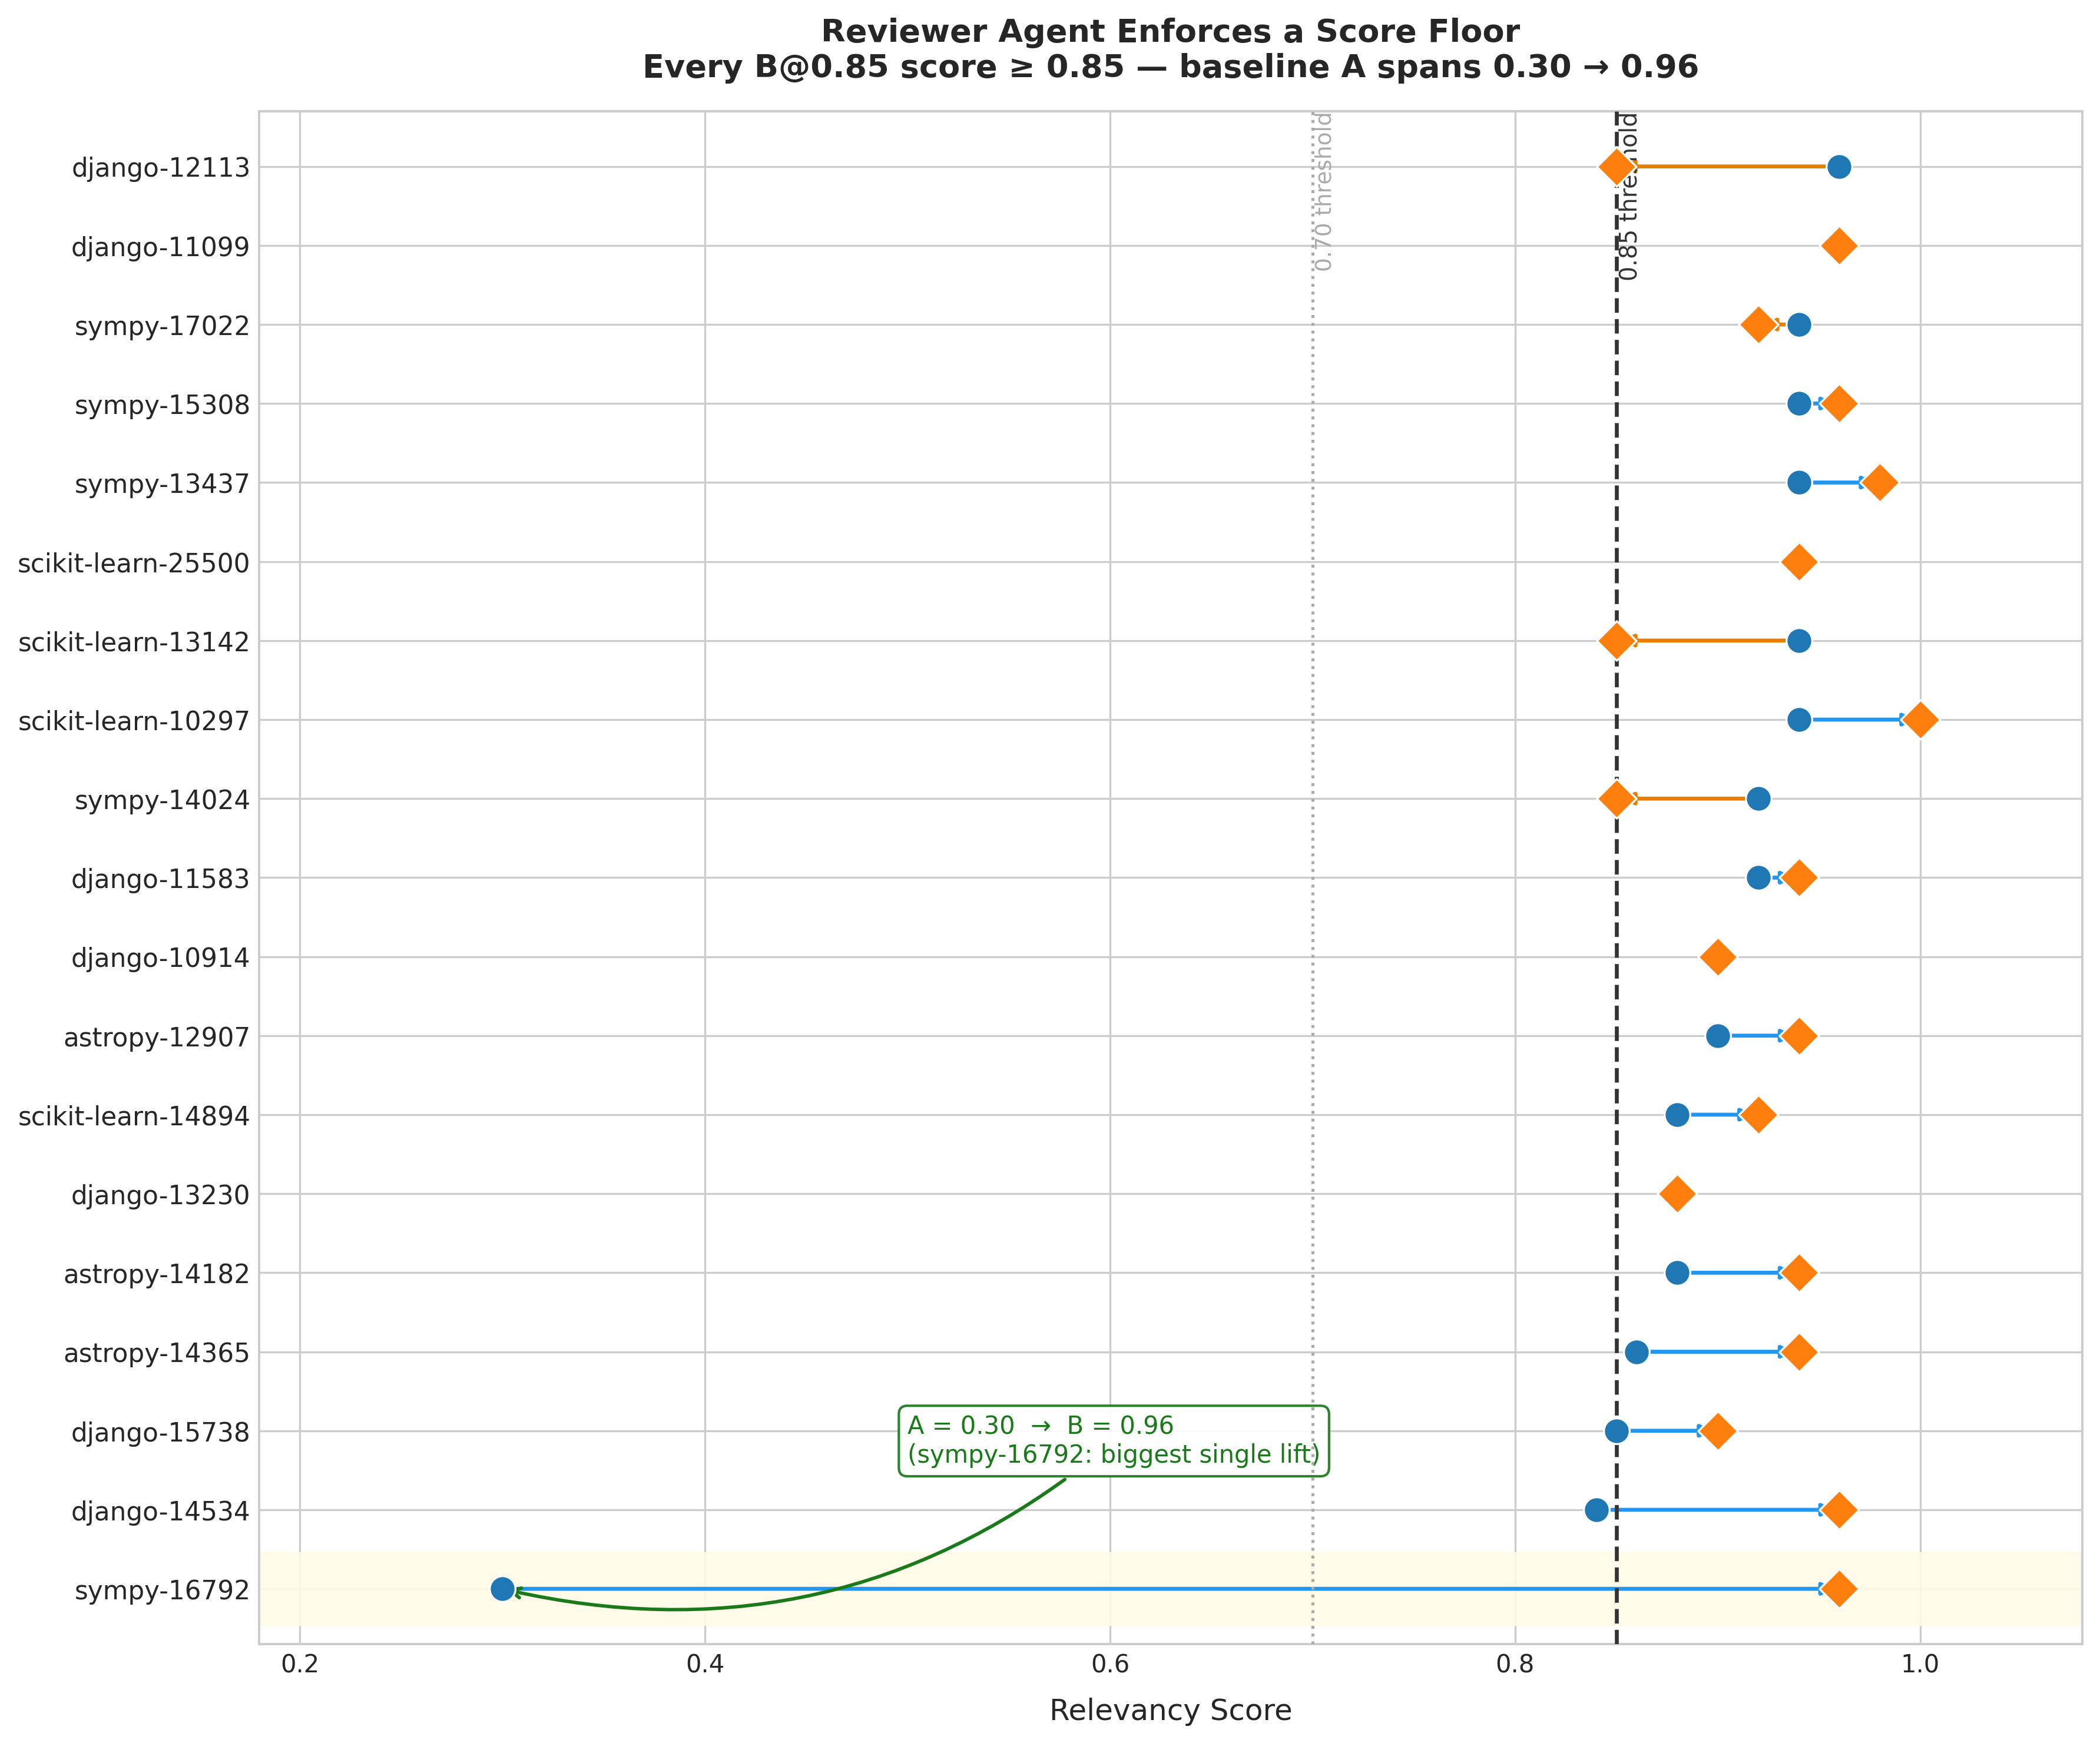 Reviewer Agent Enforces a Score Floor
Every B@0.85 score ≥ 0.85 — baseline A spans 0.30 → 0.96
0.70 threshold
0.85 threshold
django-12113
django-11099
sympy-17022
sympy-15308
sympy-13437
scikit-learn-25500
scikit-learn-13142
scikit-learn-10297
sympy-14024
django-11583
django-10914
astropy-12907
scikit-learn-14894
django-13230
astropy-14182
astropy-14365
django-15738
django-14534
sympy-16792
A = 0.30 → B = 0.96
(sympy-16792: biggest single lift)
0.2 0.4 0.6 0.8 1.0
Relevancy Score